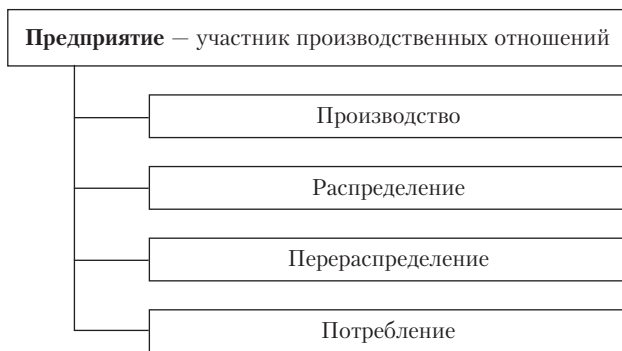 Предприятие — участник производственных отношений
Производство
Распределение
Перераспределение
Потребление